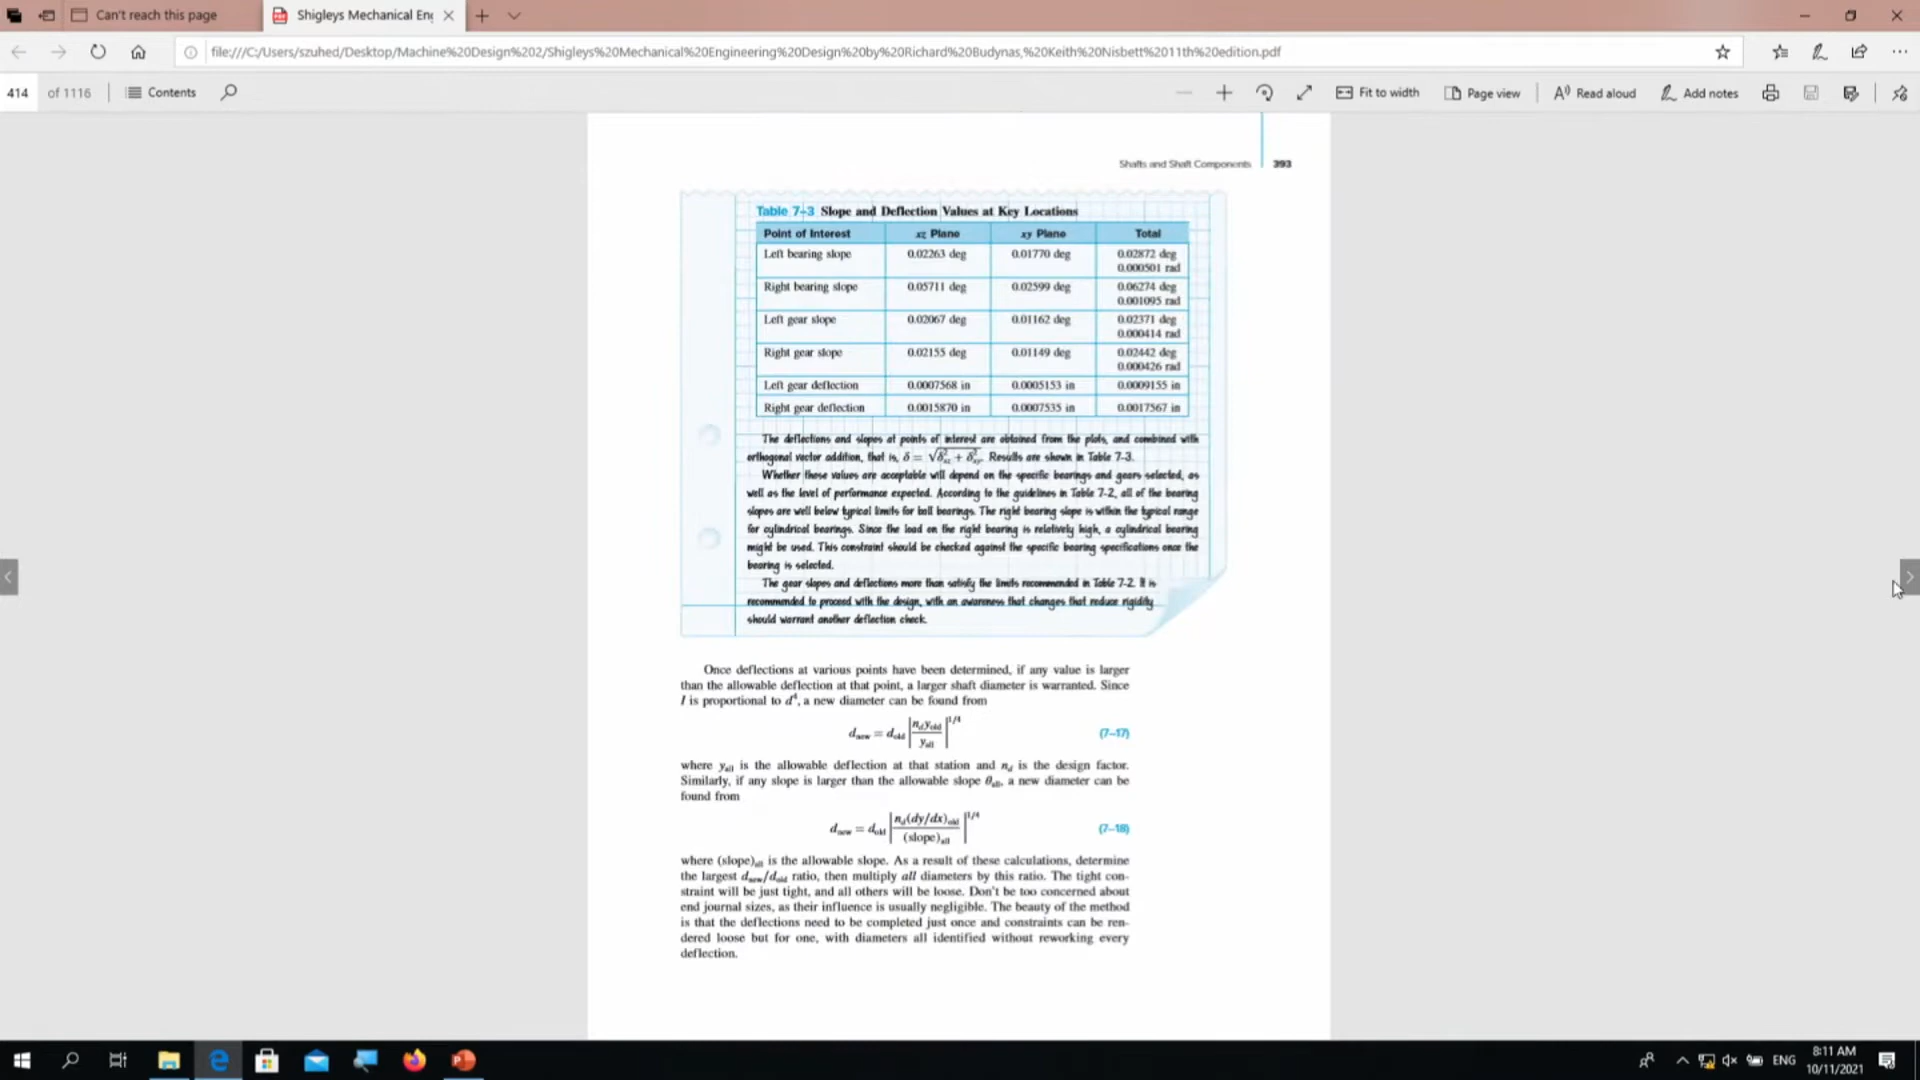 Can't reach this page
Shigleys Mechanical Eng
file:///C:/Users/szuhed/Desktop/Machine%20Design%202/Shigleys%20Mechanical%20Engineering%20Design%20by%20Richard%20Budynas,%20Keith%20Nisbett%2011th%20edition.pdf
414 of 1116 Contents Fit to width Page view Read aloud Add notes
Shafts and Shaft Components 393
Table 7–3 Slope and Deflection Values at Key Locations
Point of Interest xz Plane xy Plane Total
Left bearing slope 0.02263 deg 0.01770 deg 0.02872 deg
0.000501 rad
Right bearing slope 0.05711 deg 0.02599 deg 0.06274 deg
0.001095 rad
Left gear slope 0.02067 deg 0.01162 deg 0.02371 deg
0.000414 rad
Right gear slope 0.02155 deg 0.01149 deg 0.02442 deg
0.000426 rad
Left gear deflection 0.0007568 in 0.0005153 in 0.0009155 in
Right gear deflection 0.0015870 in 0.0007535 in 0.0017567 in
The deflections and slopes at points of interest are obtained from the plots, and combined with
orthogonal vector addition, that is, δ = √δ²xz + δ²xy. Results are shown in Table 7-3.
Whether these values are acceptable will depend on the specific bearings and gears selected, as
well as the level of performance expected. According to the guidelines in Table 7-2, all of the bearing
slopes are well below typical limits for ball bearings. The right bearing slope is within the typical range
for cylindrical bearings. Since the load on the right bearing is relatively high, a cylindrical bearing
might be used. This constraint should be checked against the specific bearing specifications once the
bearing is selected.
The gear slopes and deflections more than satisfy the limits recommended in Table 7-2. It is
recommended to proceed with the design, with an awareness that changes that reduce rigidity
should warrant another deflection check.
Once deflections at various points have been determined, if any value is larger
than the allowable deflection at that point, a larger shaft diameter is warranted. Since
I is proportional to d⁴, a new diameter can be found from
d_new = d_old |n_d y_old / y_all|^1/4 (7–17)
where y_all is the allowable deflection at that station and n_d is the design factor.
Similarly, if any slope is larger than the allowable slope θ_all, a new diameter can be
found from
d_new = d_old |n_d(dy/dx)_old / (slope)_all|^1/4 (7–18)
where (slope)_all is the allowable slope. As a result of these calculations, determine
the largest d_new/d_old ratio, then multiply all diameters by this ratio. The tight con-
straint will be just tight, and all others will be loose. Don't be too concerned about
end journal sizes, as their influence is usually negligible. The beauty of the method
is that the deflections need to be completed just once and constraints can be ren-
dered loose but for one, with diameters all identified without reworking every
deflection.
ENG
8:11 AM
10/11/2021